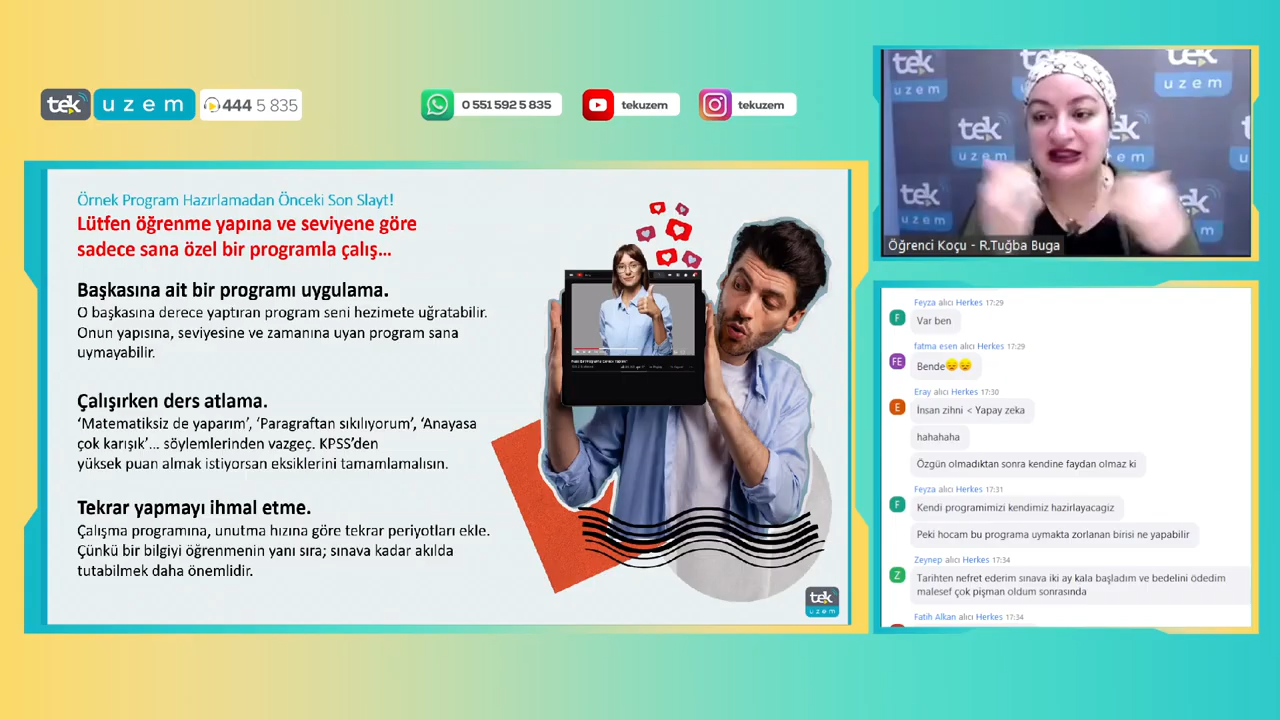 tek uzem 444 5 835
0 551 592 5 835
tekuzem
tekuzem
Örnek Program Hazırlamadan Önceki Son Slayt!
Lütfen öğrenme yapına ve seviyene göre
sadece sana özel bir programla çalış...
Başkasına ait bir programı uygulama.
O başkasına derece yaptıran program seni hezimete uğratabilir.
Onun yapısına, seviyesine ve zamanına uyan program sana
uymayabilir.
Çalışırken ders atlama.
‘Matematiksiz de yaparım’, ‘Paragraftan sıkılıyorum’, ‘Anayasa
çok karışık’... söylemlerinden vazgeç. KPSS’den
yüksek puan almak istiyorsan eksiklerini tamamlamalısın.
Tekrar yapmayı ihmal etme.
Çalışma programına, unutma hızına göre tekrar periyotları ekle.
Çünkü bir bilgiyi öğrenmenin yanı sıra; sınava kadar akılda
tutabilmek daha önemlidir.
tek
uzem
tek
uzem
tek
uzem
tek
uzem
tek
uzem
Öğrenci Koçu - R.Tuğba Buga
Feyza alıcı Herkes 17:29
F
Var ben
fatma esen alıcı Herkes 17:29
FE
Bende
Eray alıcı Herkes 17:30
E
İnsan zihni < Yapay zeka
hahahaha
Özgün olmadıktan sonra kendine faydan olmaz ki
Feyza alıcı Herkes 17:31
F
Kendi programimizi kendimiz hazirlayacagiz
Peki hocam bu programa uymakta zorlanan birisi ne yapabilir
Zeynep alıcı Herkes 17:34
Z
Tarihten nefret ederim sınava iki ay kala başladım ve bedelini ödedim
malesef çok pişman oldum sonrasında
Fatih Alkan alıcı Herkes 17:34